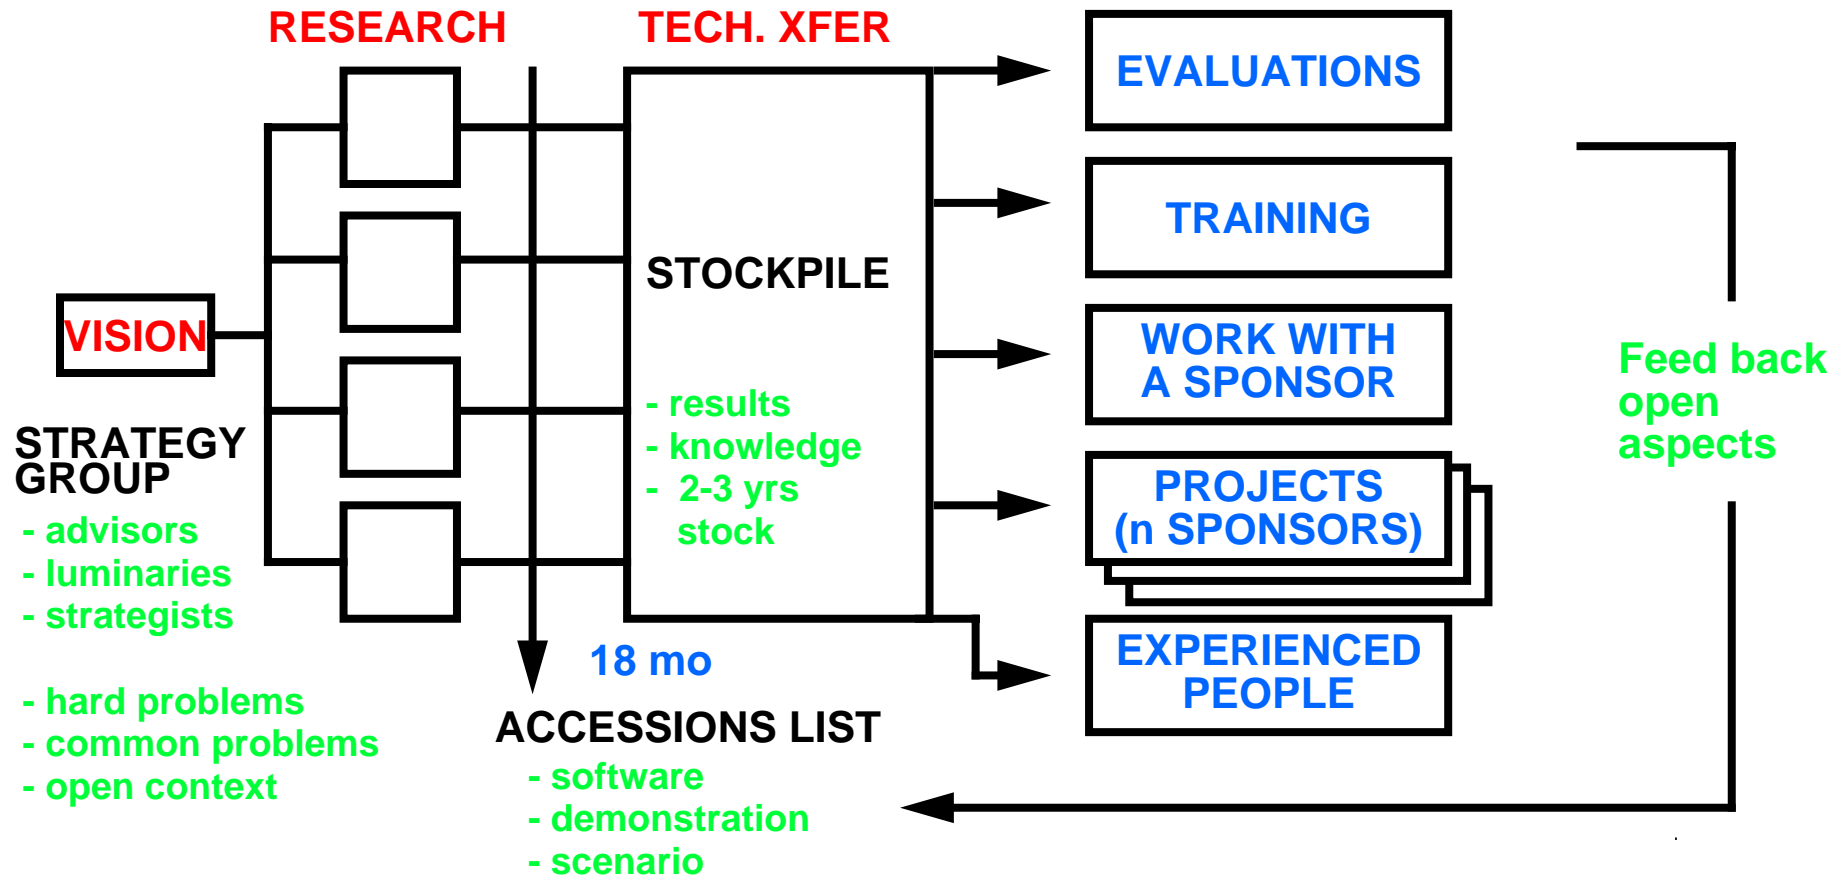 RESEARCH
TECH. XFER
VISION
STRATEGY
GROUP
- advisors
- luminaries
- strategists
- hard problems
- common problems
- open context
STOCKPILE
- results
- knowledge
- 2-3 yrs
stock
18 mo
ACCESSIONS LIST
- software
- demonstration
- scenario
EVALUATIONS
TRAINING
WORK WITH
A SPONSOR
PROJECTS
(n SPONSORS)
EXPERIENCED
PEOPLE
Feed back
open
aspects